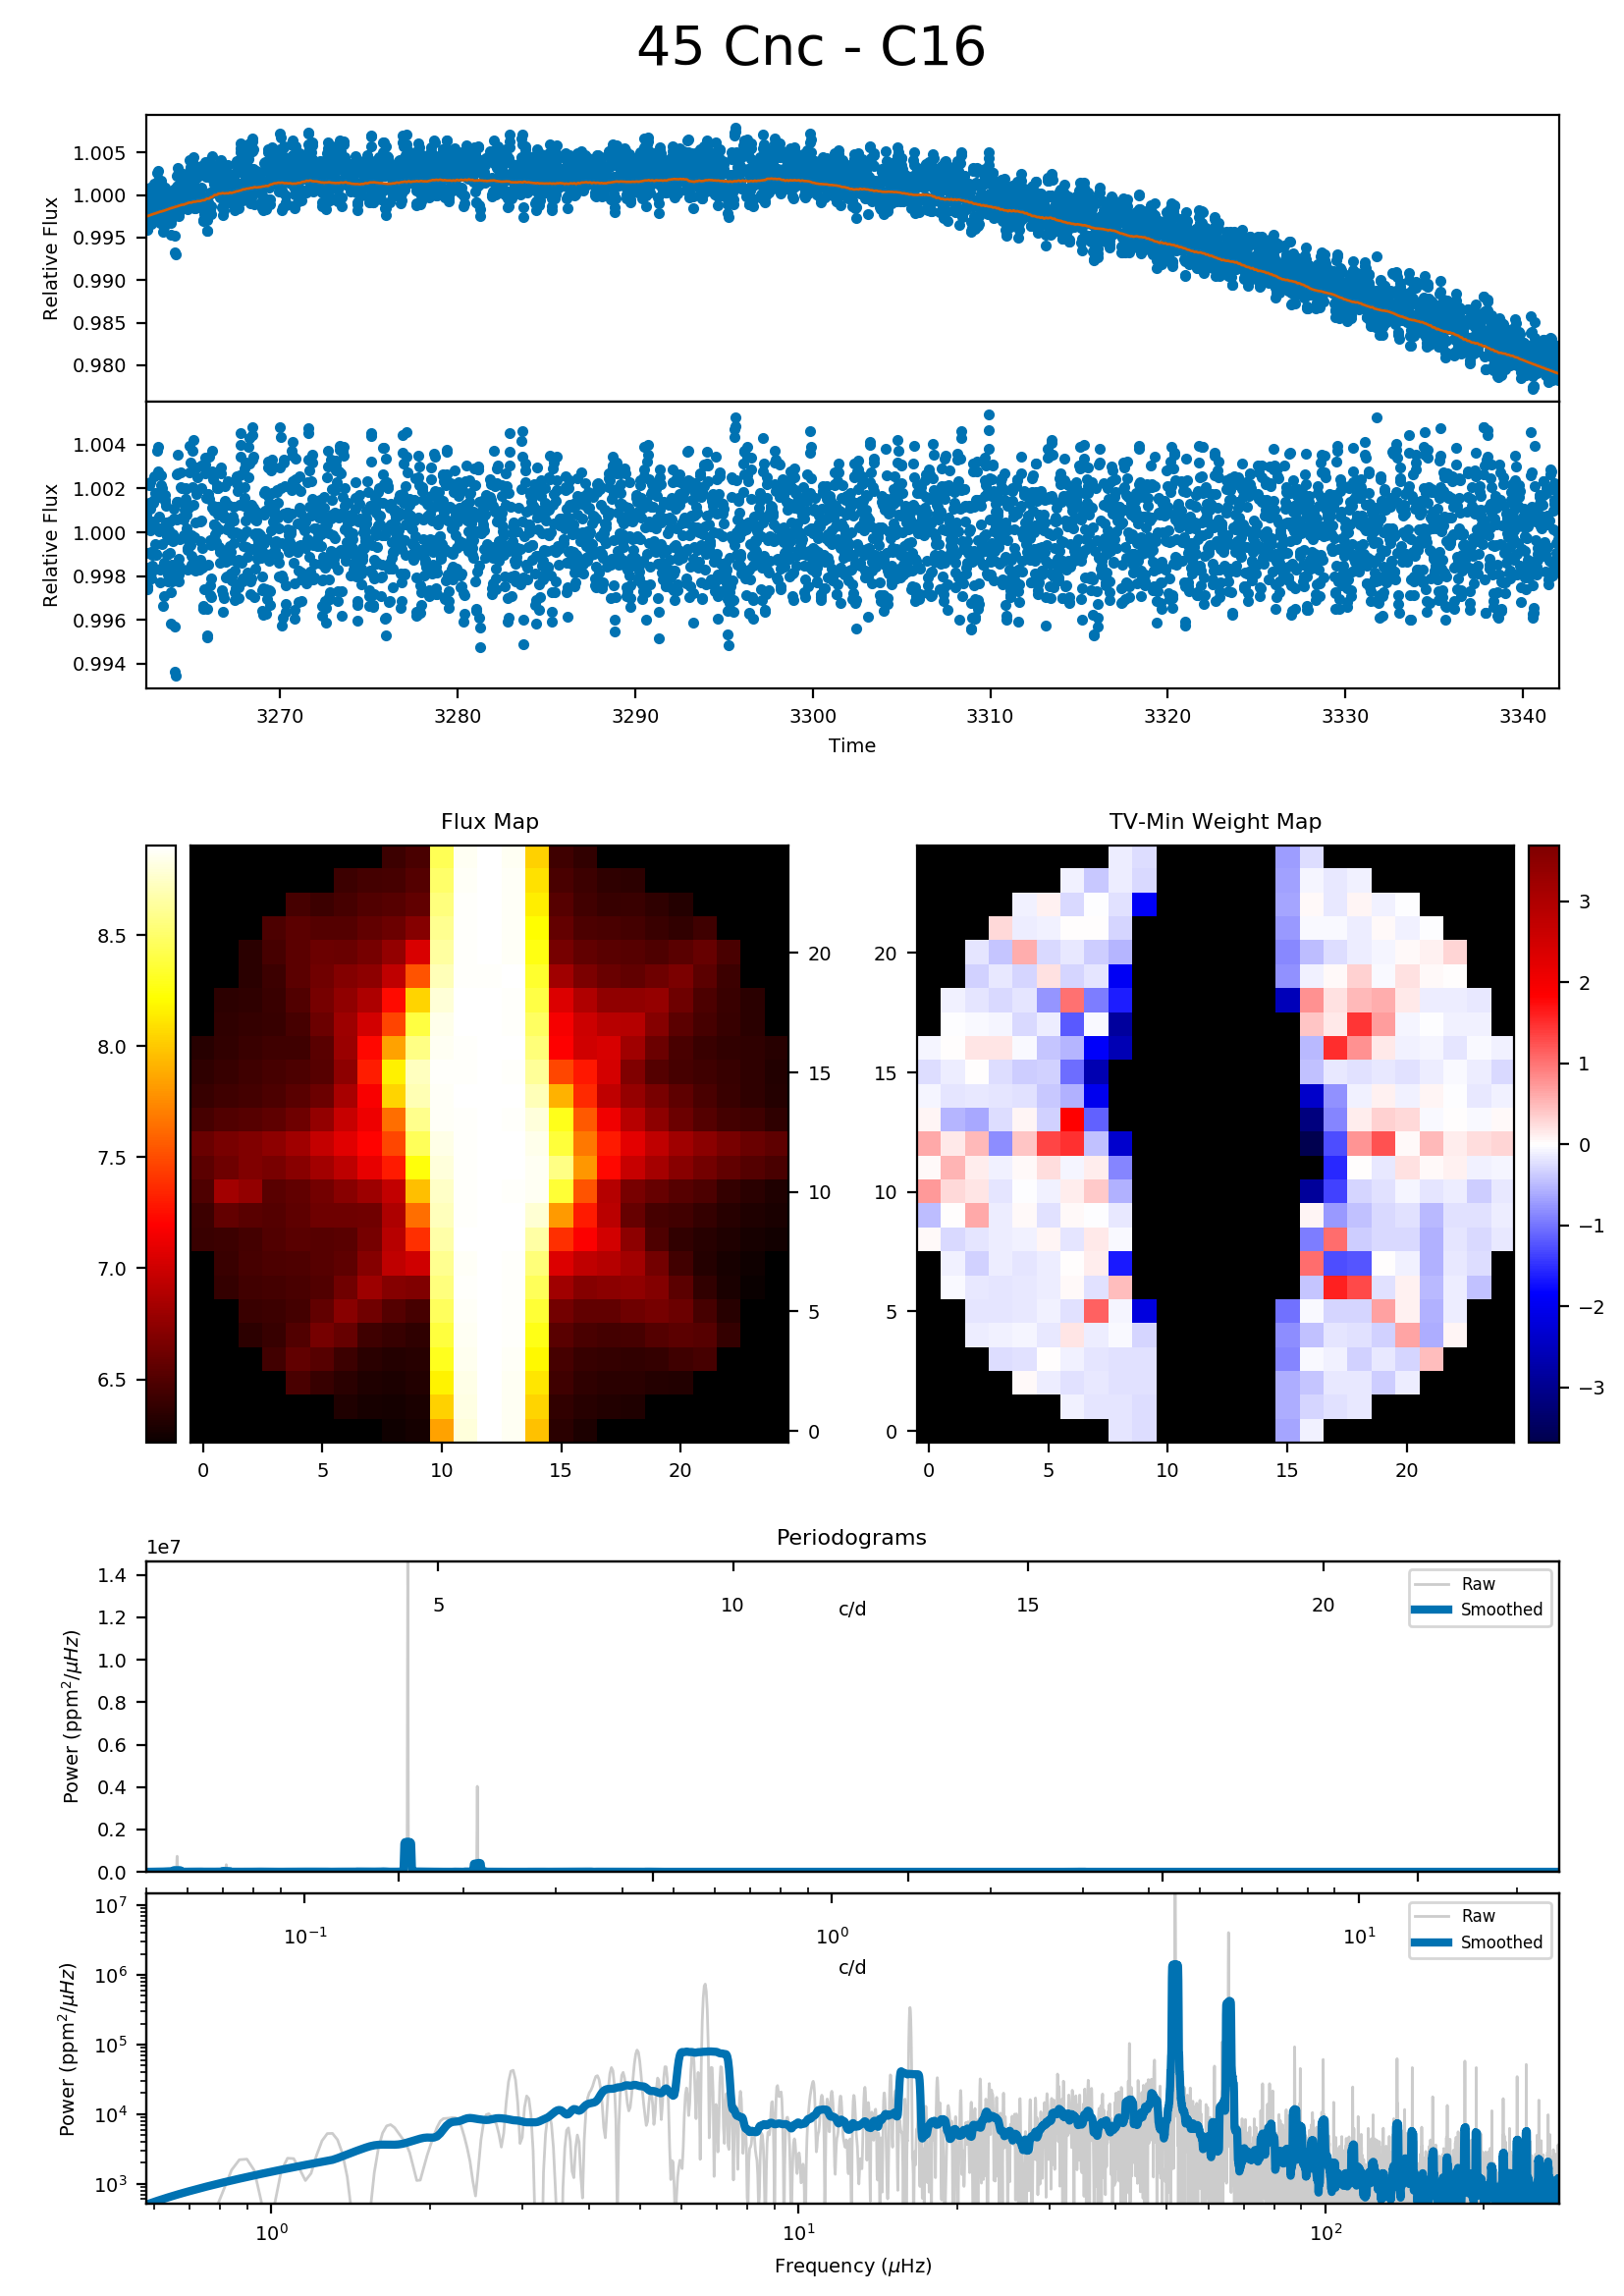 45 Cnc - C16
Relative Flux
1.005
1.000
0.995
0.990
0.985
0.980
Relative Flux
1.004
1.002
1.000
0.998
0.996
0.994
3270 3280 3290 3300 3310 3320 3330 3340
Time
Flux Map
8.5
8.0
7.5
7.0
6.5
20
15
10
5
0
0 5 10 15 20
TV-Min Weight Map
20
15
10
5
0
0 5 10 15 20
3
2
1
0
−1
−2
−3
Periodograms
1e7
Power (ppm²/μHz)
1.4
1.2
1.0
0.8
0.6
0.4
0.2
0.0
5 10 15 20
c/d
Raw
Smoothed
Power (ppm²/μHz)
10⁷
10⁶
10⁵
10⁴
10³
10⁻¹ 10⁰ 10¹
c/d
Raw
Smoothed
10⁰ 10¹ 10²
Frequency (μHz)